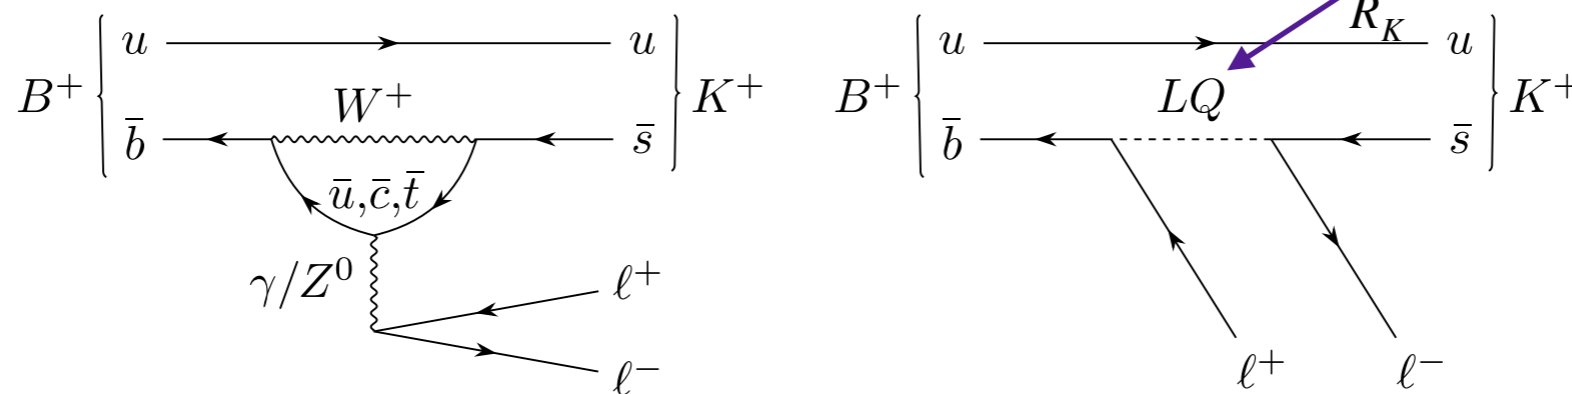 B⁺ { u u } K⁺
b̄ s̄
W⁺
ū,c̄,t̄
γ/Z⁰
ℓ⁺
ℓ⁻
R_K
B⁺ { u u } K⁺
b̄ s̄
LQ
ℓ⁺ ℓ⁻